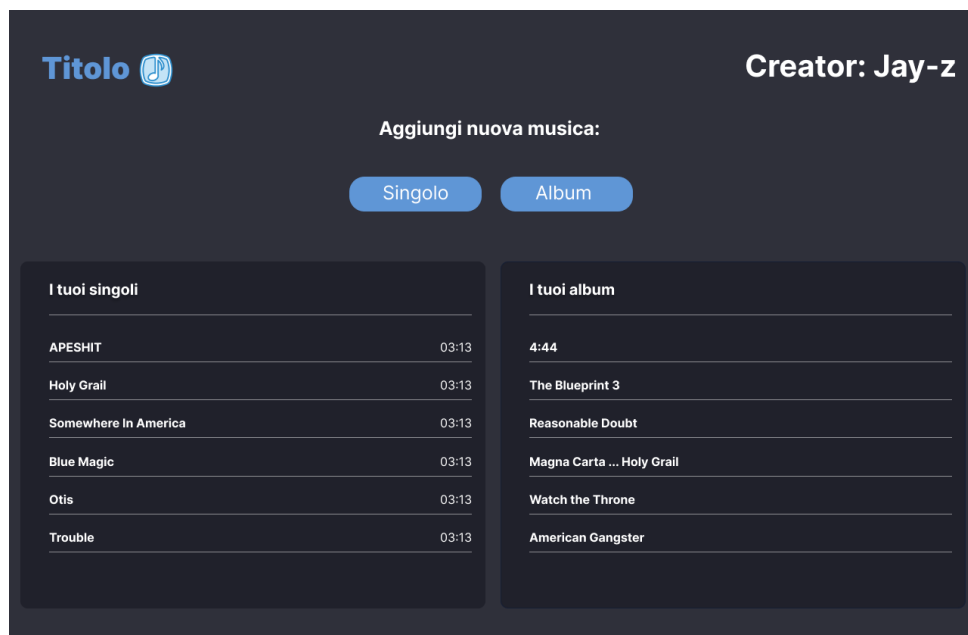 Titolo
Creator: Jay-z
Aggiungi nuova musica:
Singolo
Album
I tuoi singoli
APESHIT 03:13
Holy Grail 03:13
Somewhere In America 03:13
Blue Magic 03:13
Otis 03:13
Trouble 03:13
I tuoi album
4:44
The Blueprint 3
Reasonable Doubt
Magna Carta ... Holy Grail
Watch the Throne
American Gangster